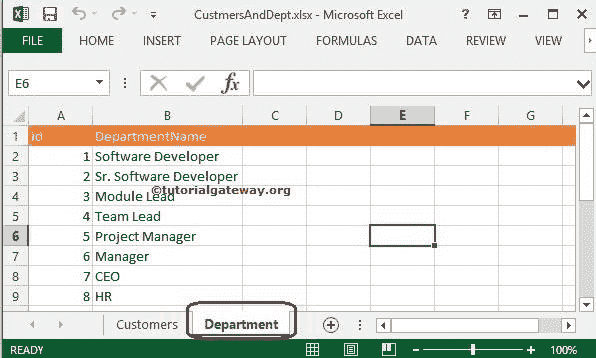 CustmersAndDept.xlsx - Microsoft Excel
FILE HOME INSERT PAGE LAYOUT FORMULAS DATA REVIEW VIEW
E6 fx
A B C D E F G
1 id DepartmentName
2 1 Software Developer
3 2 Sr. Software Developer
©tutorialgateway.org
4 3 Module Lead
5 4 Team Lead
6 5 Project Manager
7 6 Manager
8 7 CEO
9 8 HR
Customers Department
READY 100%